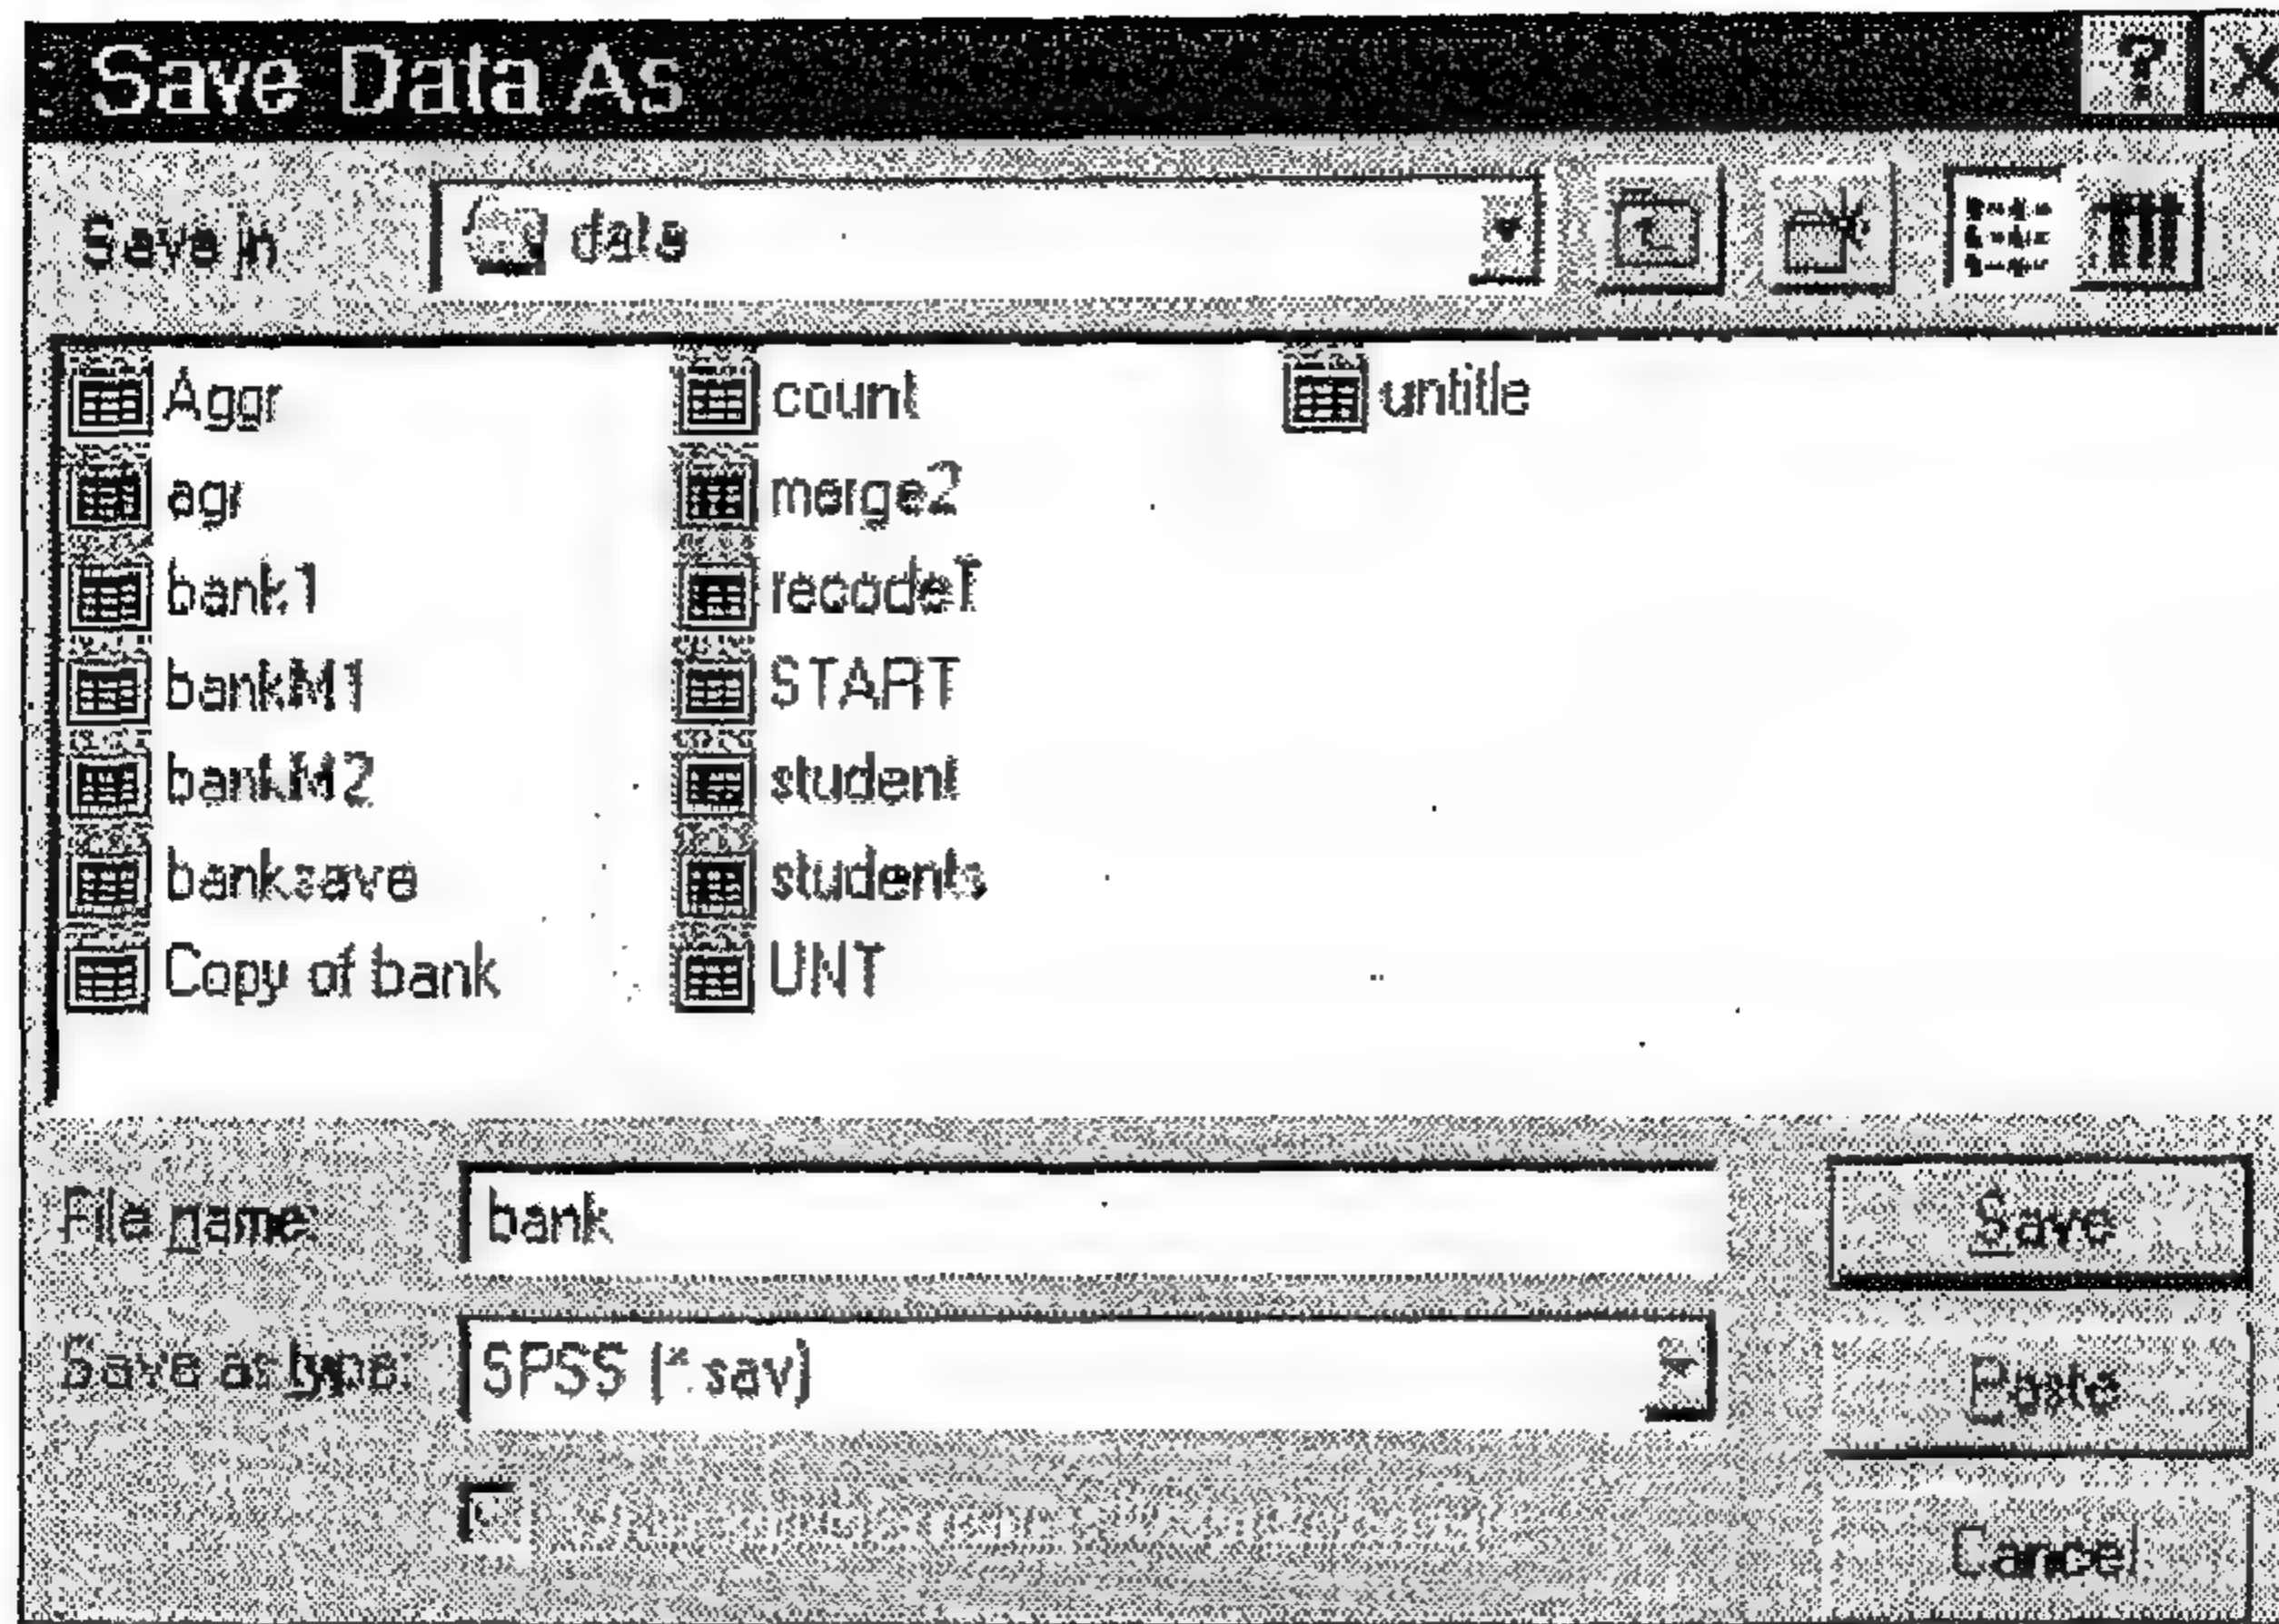 Save Data As
Save in
data
Aggr
agr
bank1
bankM1
bankM2
banksave
Copy of bank
count
merge2
START
student
students
UNT
untitle
File name:
bank
Save
Save as type:
SPSS (*.sav)
Paste
Cancel